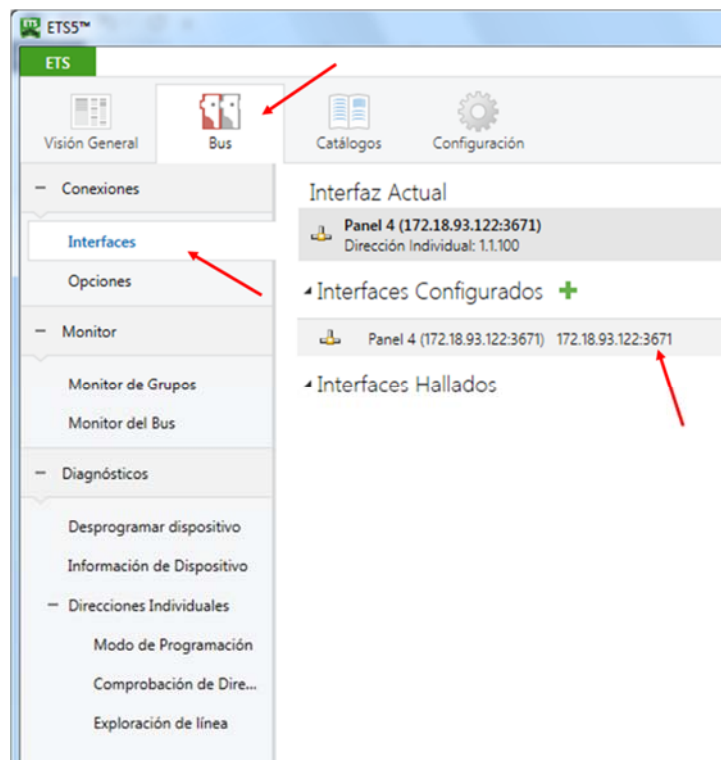 ETS5™
ETS
Visión General
Bus
Catálogos
Configuración
Conexiones
Interfaces
Opciones
Monitor
Monitor de Grupos
Monitor del Bus
Diagnósticos
Desprogramar dispositivo
Información de Dispositivo
Direcciones Individuales
Modo de Programación
Comprobación de Dire...
Exploración de línea
Interfaz Actual
Panel 4 (172.18.93.122:3671)
Dirección Individual: 1.1.100
Interfaces Configurados
Panel 4 (172.18.93.122:3671) 172.18.93.122:3671
Interfaces Hallados